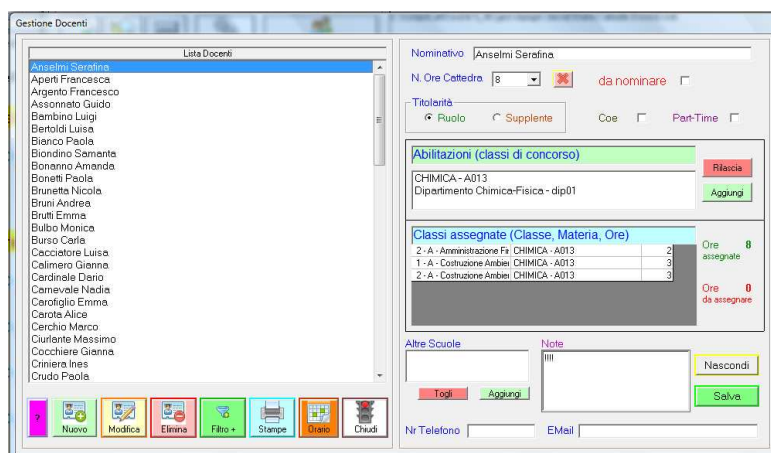 Gestione Docenti
Lista Docenti
Anselmi Serafina
Aperti Francesca
Argento Francesco
Assonnato Guido
Bambino Luigi
Bertoldi Luisa
Bianco Paola
Biondino Samanta
Bonanno Amanda
Bonetti Paola
Brunetta Nicola
Bruni Andrea
Brutti Emma
Bulbo Monica
Burso Carla
Cacciatore Luisa
Calimero Gianna
Cardinale Dario
Carnevale Nadia
Carofiglio Emma
Carota Alice
Cerchio Marco
Ciurlante Massimo
Cocchiere Gianna
Criniera Ines
Crudo Paola
? Nuovo Modifica Elimina Filtro + Stampe Orario Chiudi
Nominativo Anselmi Serafina
N. Ore Cattedra 8 da nominare
Titolarità
Ruolo Supplente Coe Part-Time
Abilitazioni (classi di concorso)
CHIMICA - A013
Dipartimento Chimica-Fisica - dip01
Rilascia
Aggiungi
Classi assegnate (Classe, Materia, Ore)
2 - A - Amministrazione Fi CHIMICA - A013 2
1 - A - Costruzione Ambie CHIMICA - A013 3
2 - A - Costruzione Ambie CHIMICA - A013 3
Ore 8
assegnate
Ore 0
da assegnare
Altre Scuole
Togli Aggiungi
Note
!!!!
Nascondi
Salva
Nr Telefono EMail